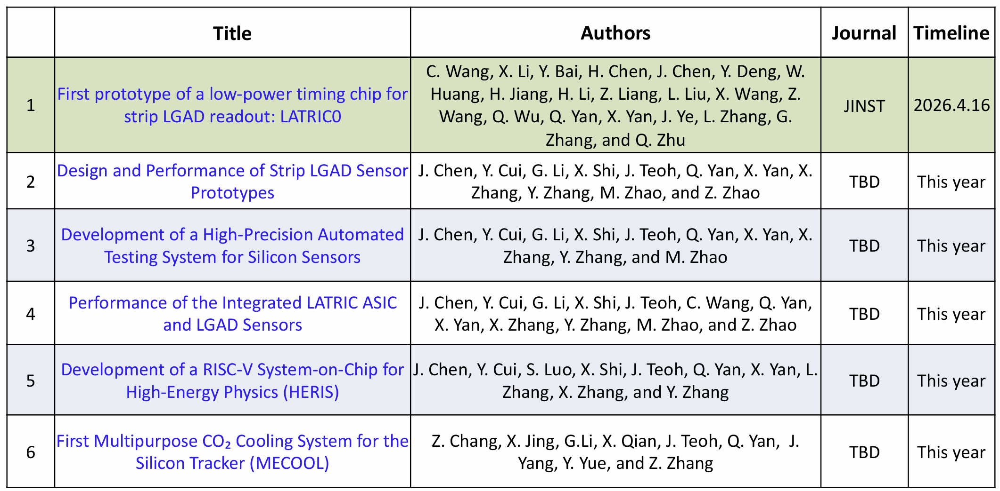 Title
Authors
Journal
Timeline
1
First prototype of a low-power timing chip for
strip LGAD readout: LATRIC0
C. Wang, X. Li, Y. Bai, H. Chen, J. Chen, Y. Deng, W.
Huang, H. Jiang, H. Li, Z. Liang, L. Liu, X. Wang, Z.
Wang, Q. Wu, Q. Yan, X. Yan, J. Ye, L. Zhang, G.
Zhang, and Q. Zhu
JINST
2026.4.16
2
Design and Performance of Strip LGAD Sensor
Prototypes
J. Chen, Y. Cui, G. Li, X. Shi, J. Teoh, Q. Yan, X. Yan, X.
Zhang, Y. Zhang, M. Zhao, and Z. Zhao
TBD
This year
3
Development of a High-Precision Automated
Testing System for Silicon Sensors
J. Chen, Y. Cui, G. Li, X. Shi, J. Teoh, Q. Yan, X. Yan, X.
Zhang, Y. Zhang, and M. Zhao
TBD
This year
4
Performance of the Integrated LATRIC ASIC
and LGAD Sensors
J. Chen, Y. Cui, G. Li, X. Shi, J. Teoh, C. Wang, Q. Yan,
X. Yan, X. Zhang, Y. Zhang, M. Zhao, and Z. Zhao
TBD
This year
5
Development of a RISC-V System-on-Chip for
High-Energy Physics (HERIS)
J. Chen, Y. Cui, S. Luo, X. Shi, J. Teoh, Q. Yan, X. Yan, L.
Zhang, X. Zhang, and Y. Zhang
TBD
This year
6
First Multipurpose CO₂ Cooling System for the
Silicon Tracker (MECOOL)
Z. Chang, X. Jing, G.Li, X. Qian, J. Teoh, Q. Yan,  J.
Yang, Y. Yue, and Z. Zhang
TBD
This year